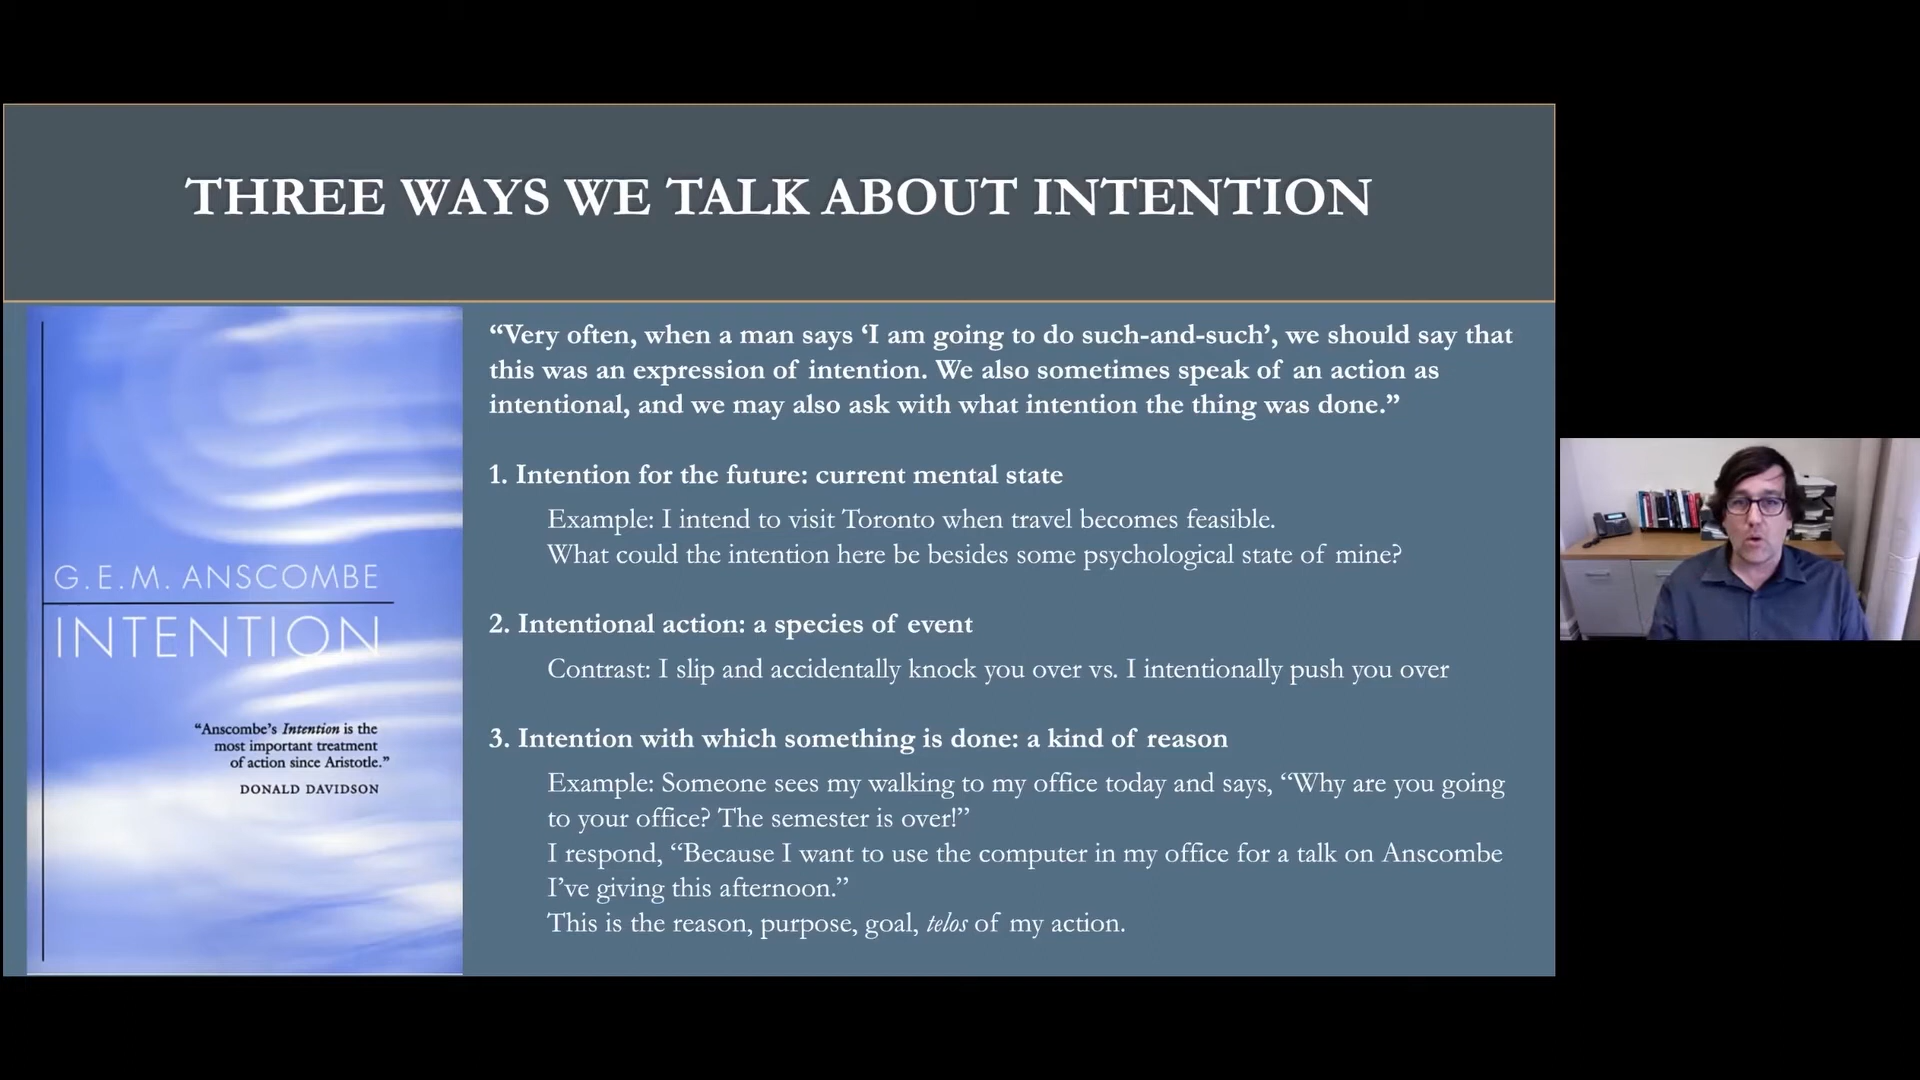 THREE WAYS WE TALK ABOUT INTENTION
G.E.M. ANSCOMBE
INTENTION
“Anscombe’s Intention is the
most important treatment
of action since Aristotle.”
DONALD DAVIDSON
“Very often, when a man says ‘I am going to do such-and-such’, we should say that
this was an expression of intention. We also sometimes speak of an action as
intentional, and we may also ask with what intention the thing was done.”
1. Intention for the future: current mental state
Example: I intend to visit Toronto when travel becomes feasible.
What could the intention here be besides some psychological state of mine?
2. Intentional action: a species of event
Contrast: I slip and accidentally knock you over vs. I intentionally push you over
3. Intention with which something is done: a kind of reason
Example: Someone sees my walking to my office today and says, “Why are you going
to your office? The semester is over!”
I respond, “Because I want to use the computer in my office for a talk on Anscombe
I’ve giving this afternoon.”
This is the reason, purpose, goal, telos of my action.